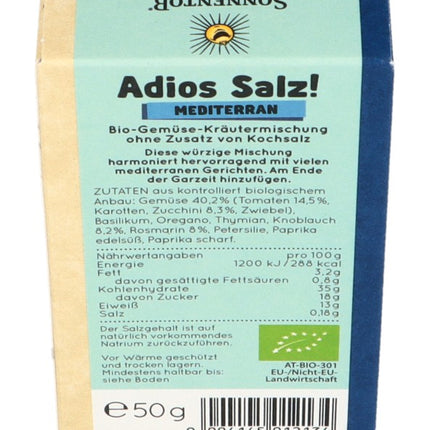 SONNENTOR
Adios Salz!
MEDITERRAN
Bio-Gemüse-Kräutermischung
ohne Zusatz von Kochsalz
Diese würzige Mischung
harmoniert hervorragend mit vielen
mediterranen Gerichten. Am Ende
der Garzeit hinzufügen.
ZUTATEN aus kontrolliert biologischem
Anbau: Gemüse 40,2% (Tomaten 14,5%,
Karotten, Zucchini 8,3%, Zwiebel),
Basilikum, Oregano, Thymian, Knoblauch
8,2%, Rosmarin 8%, Petersilie, Paprika
edelsüß, Paprika scharf.
Nährwertangaben pro 100g
Energie 1200 kJ/288 kcal
Fett 3,2g
davon gesättigte Fettsäuren 0,8g
Kohlenhydrate 35g
davon Zucker 18g
Eiweiß 13g
Salz 0,18g
Der Salzgehalt ist auf
natürlich vorkommendes
Natrium zurückzuführen.
Vor Wärme geschützt
und trocken lagern.
Mindestens haltbar bis:
siehe Boden
AT-BIO-301
EU-/Nicht-EU-
Landwirtschaft
e50g